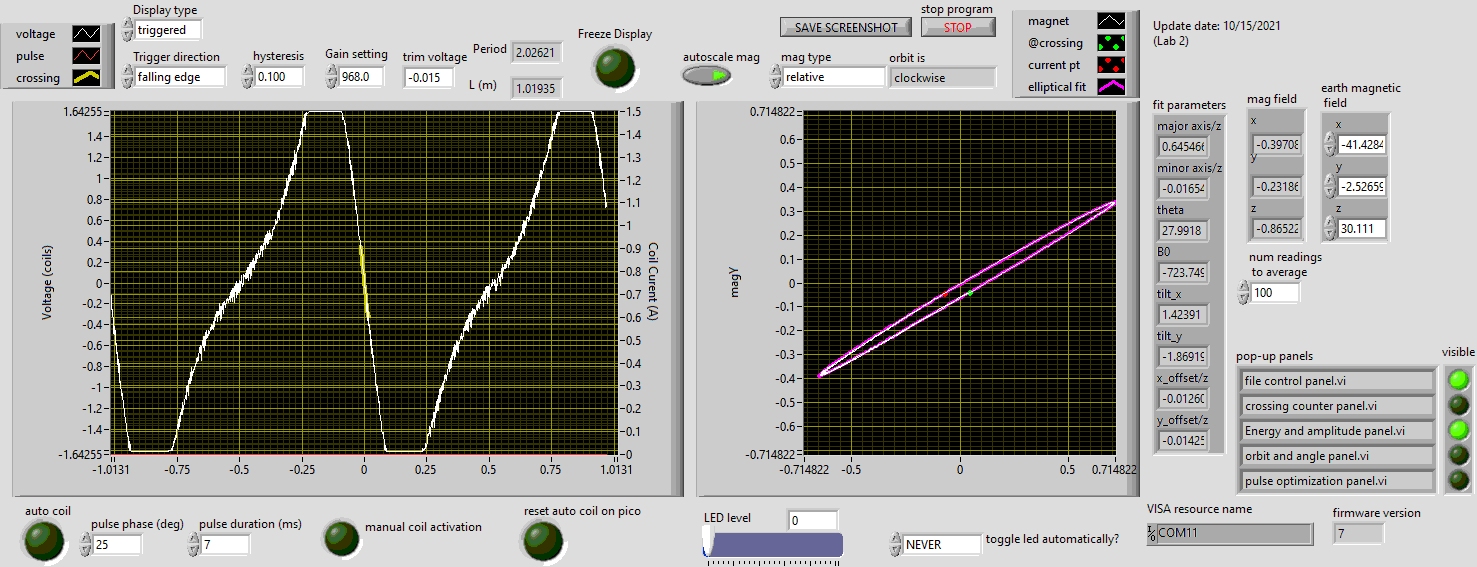 voltage
pulse
crossing
Display type
triggered
Trigger direction
falling edge
hysteresis
0.100
Gain setting
968.0
trim voltage
-0.015
Period
2.02621
L (m)
1.01935
Freeze Display
SAVE SCREENSHOT
stop program
STOP
autoscale mag
mag type
relative
orbit is
clockwise
magnet
@crossing
current pt
elliptical fit
Update date: 10/15/2021
(Lab 2)
Voltage (coils)
1.64255
1.4
1.2
1
0.8
0.6
0.4
0.2
0
-0.2
-0.4
-0.6
-0.8
-1
-1.2
-1.4
-1.64255
-1.0131
-0.75
-0.5
-0.25
0
0.25
0.5
0.75
1.0131
1.5
1.4
1.3
1.2
1.1
1
0.9
0.8
0.7
0.6
0.5
0.4
0.3
0.2
0.1
0
Coil Current (A)
magY
0.714822
0.6
0.5
0.4
0.3
0.2
0.1
0
-0.1
-0.2
-0.3
-0.4
-0.5
-0.6
-0.714822
-0.714822
-0.5
0
0.5
0.714822
fit parameters
major axis/z
0.645466
minor axis/z
-0.01654
theta
27.9918
B0
-723.749
tilt_x
1.42391
tilt_y
-1.86919
x_offset/z
-0.0126
y_offset/z
-0.01425
mag field
x
-0.39708
y
-0.23186
z
-0.86522
earth magnetic
field
x
-41.4284
y
-2.52659
z
30.111
num readings
to average
100
pop-up panels
visible
file control panel.vi
crossing counter panel.vi
Energy and amplitude panel.vi
orbit and angle panel.vi
pulse optimization panel.vi
auto coil
pulse phase (deg)
25
pulse duration (ms)
7
manual coil activation
reset auto coil on pico
LED level
0
NEVER
toggle led automatically?
VISA resource name
COM11
firmware version
7